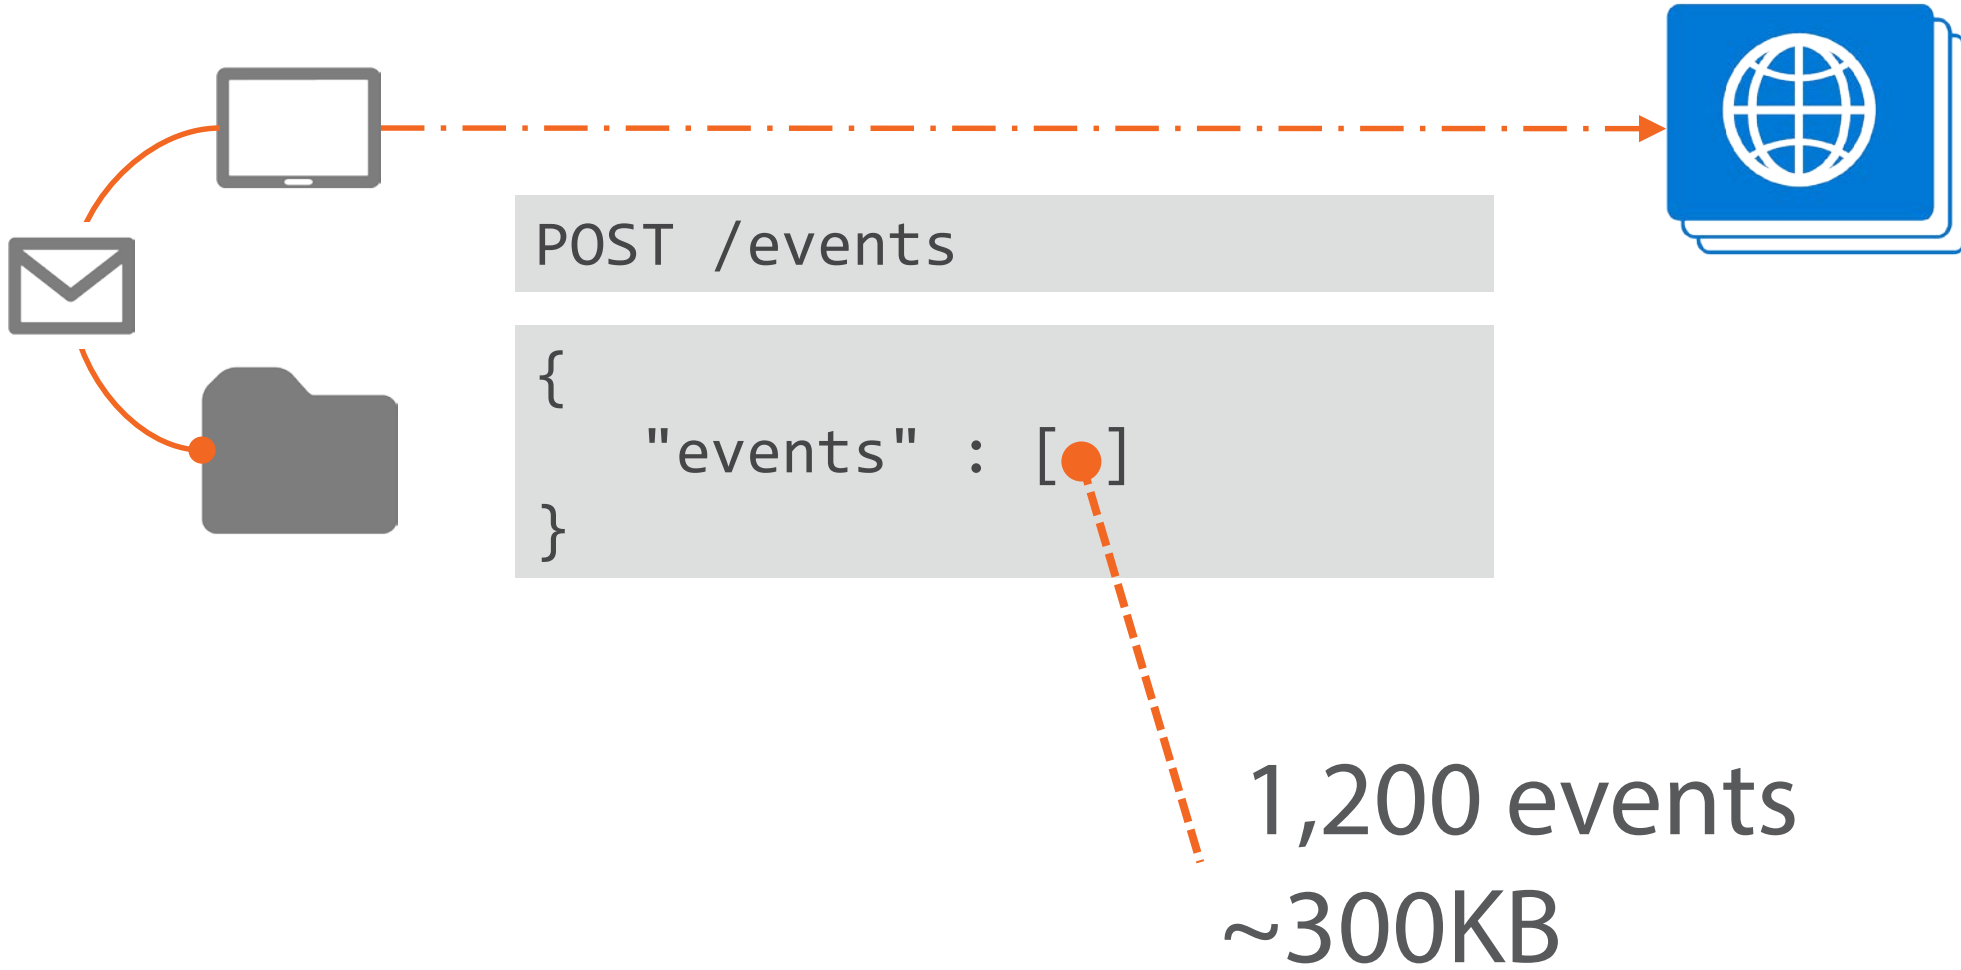 POST /events
{
"events" : [ ]
}
1,200 events
~300KB